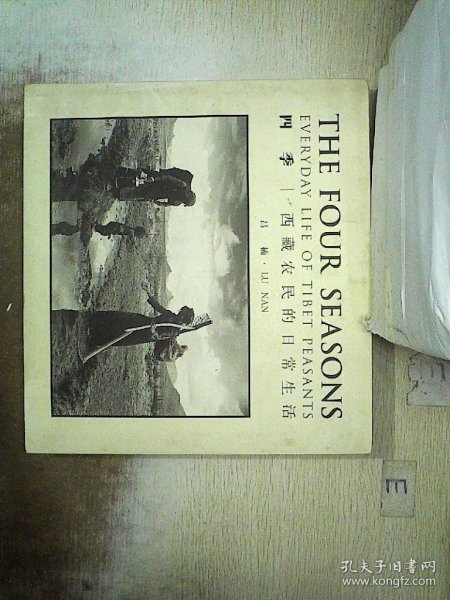 THE FOUR SEASONS
EVERYDAY LIFE OF TIBET PEASANTS
四季——西藏农民的日常生活
吕楠·LU NAN
E
孔夫子旧书网
www.kongfz.com